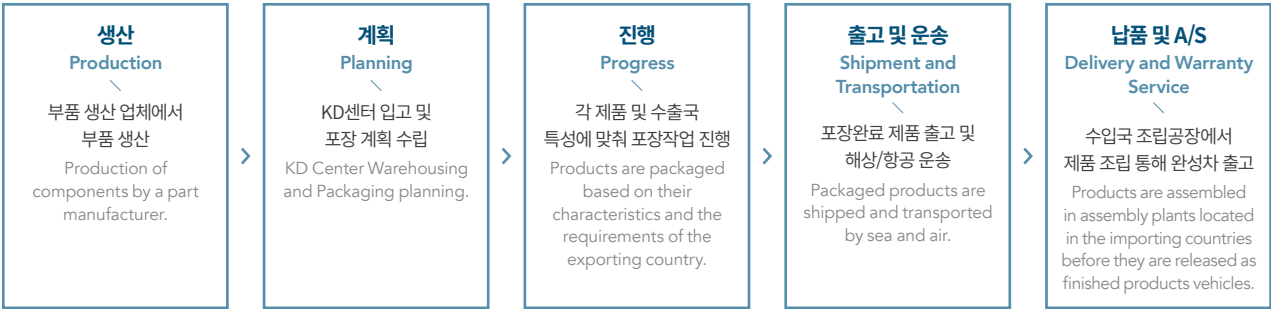 생산
Production
부품 생산 업체에서
부품 생산
Production of
components by a part
manufacturer.
계획
Planning
KD센터 입고 및
포장 계획 수립
KD Center Warehousing
and Packaging planning.
진행
Progress
각 제품 및 수출국
특성에 맞춰 포장작업 진행
Products are packaged
based on their
characteristics and the
requirements of the
exporting country.
출고 및 운송
Shipment and
Transportation
포장완료 제품 출고 및
해상/항공 운송
Packaged products are
shipped and transported
by sea and air.
납품 및 A/S
Delivery and Warranty
Service
수입국 조립공장에서
제품 조립 통해 완성차 출고
Products are assembled
in assembly plants located
in the importing countries
before they are released as
finished products vehicles.